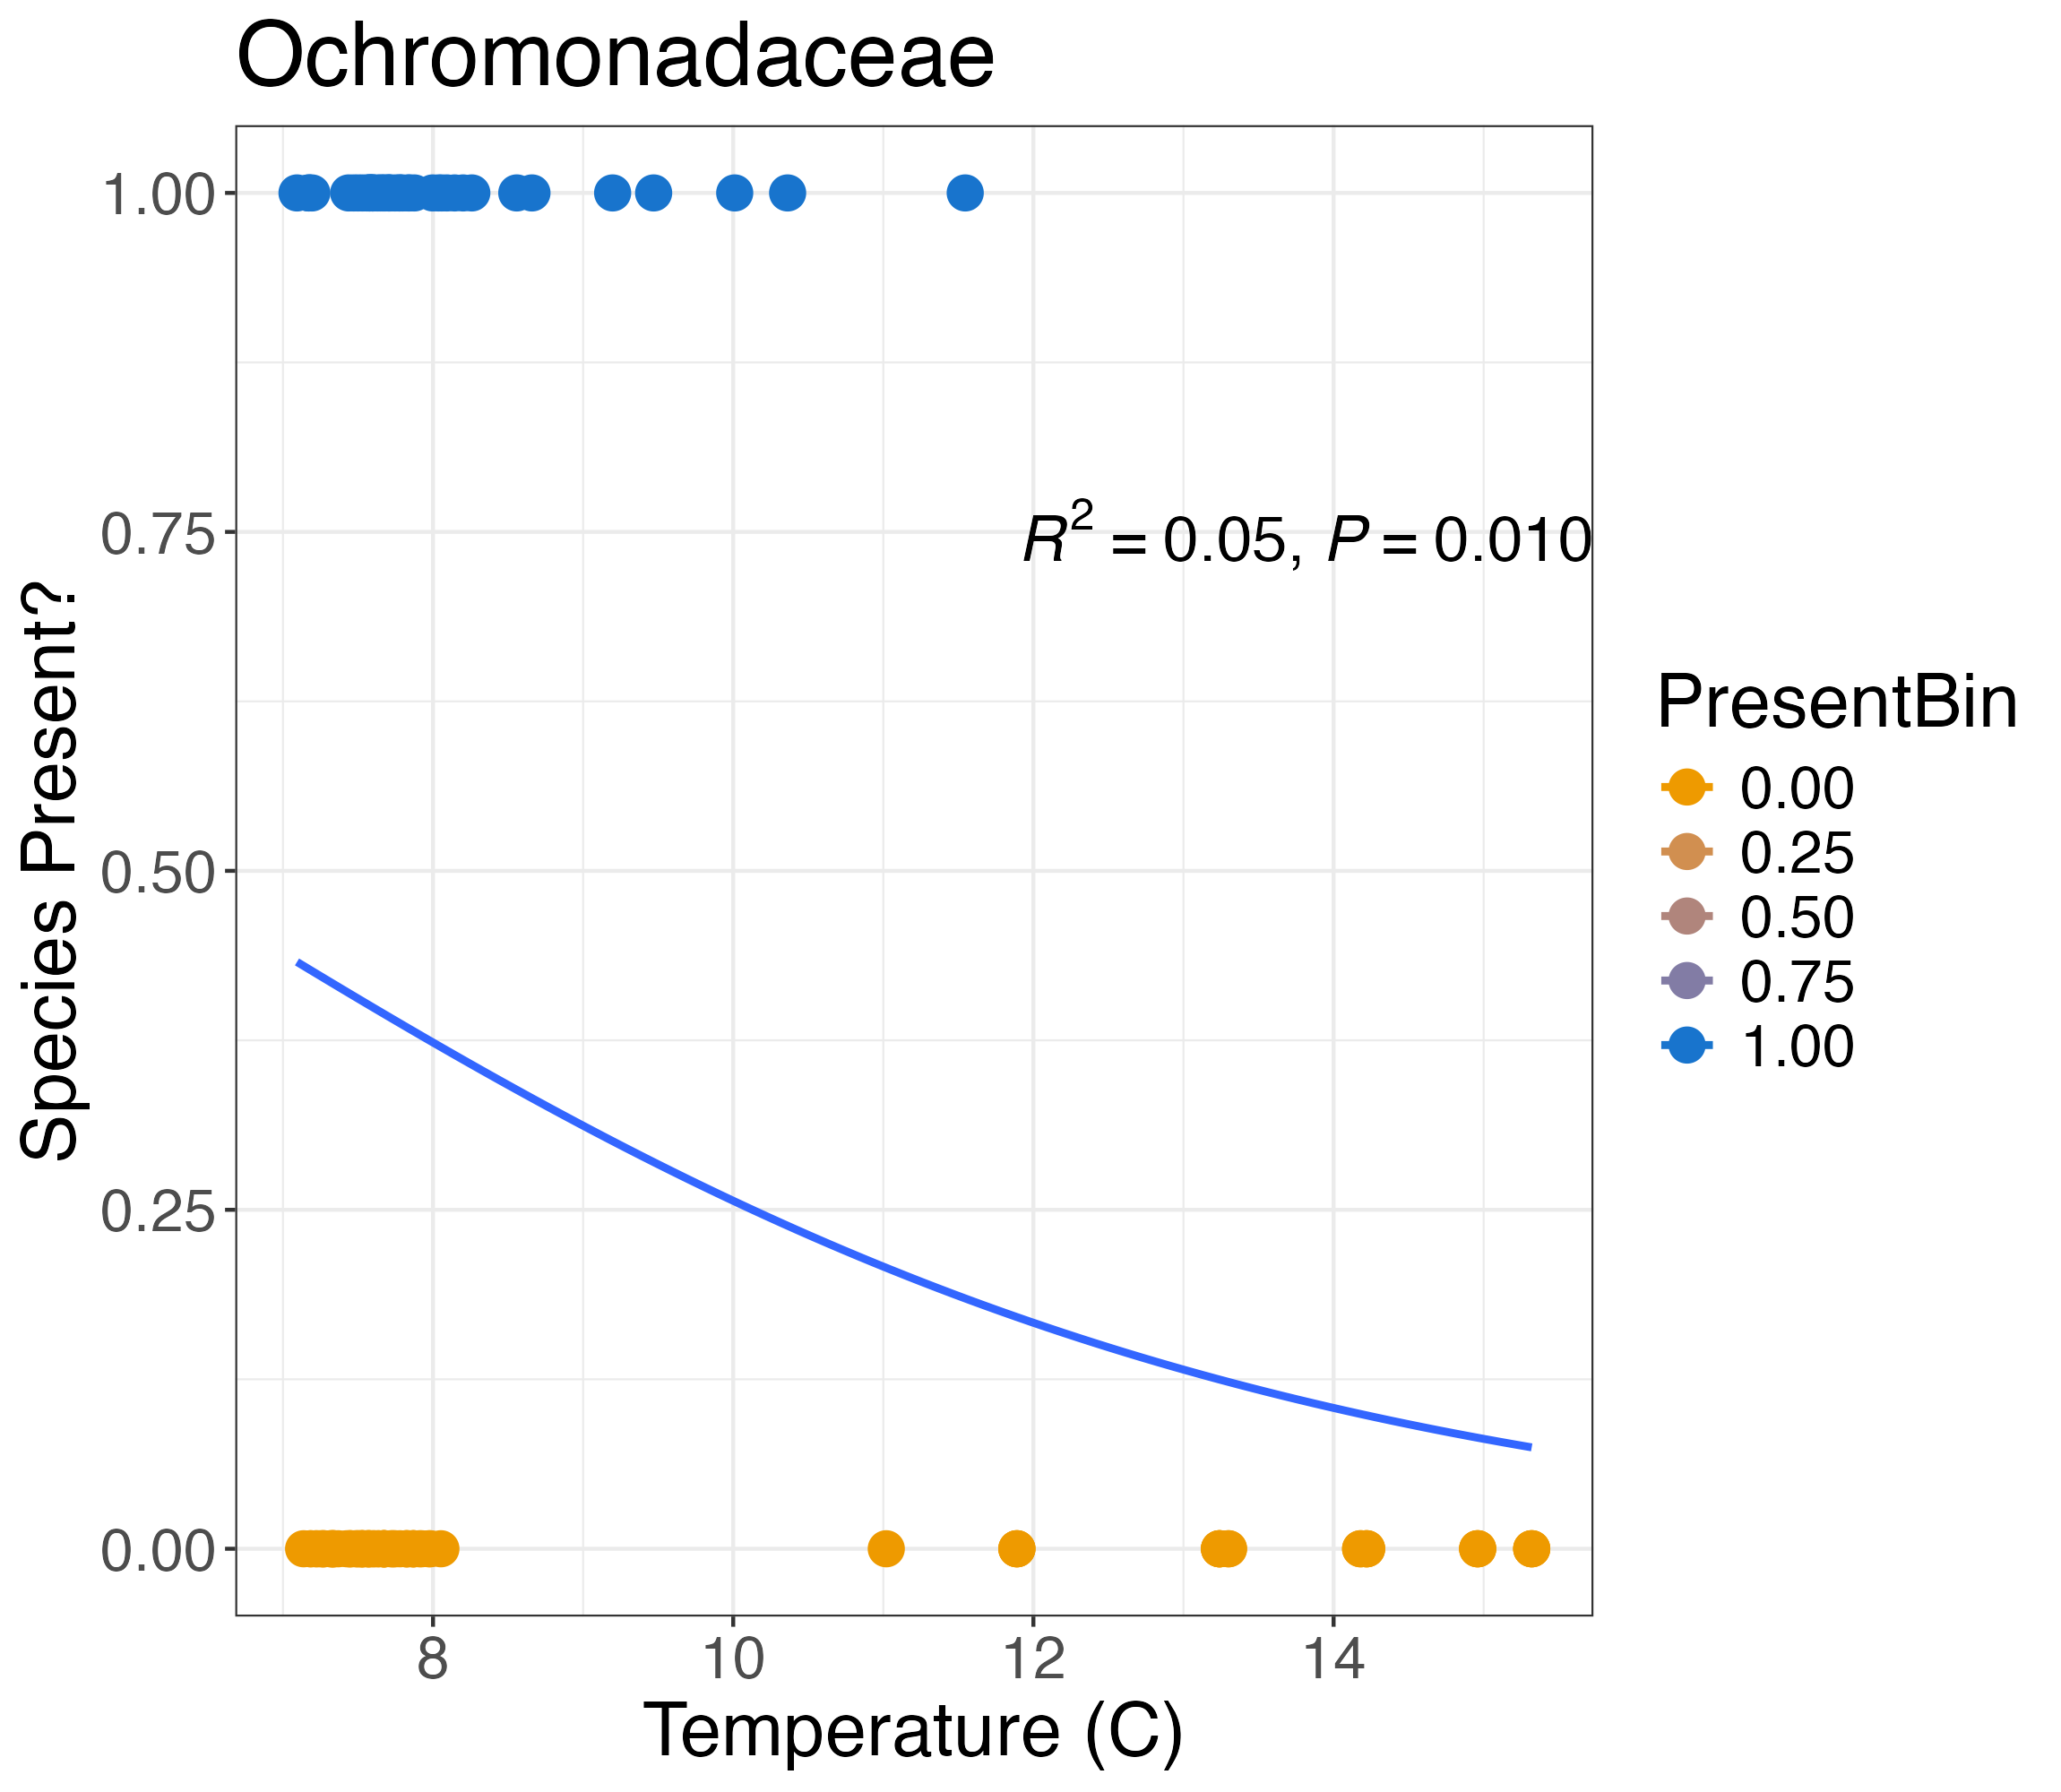 Ochromonadaceae
1.00
0.75
0.50
0.25
0.00
Species Present?
R² = 0.05, P = 0.010
8 10 12 14
Temperature (C)
PresentBin
0.00
0.25
0.50
0.75
1.00